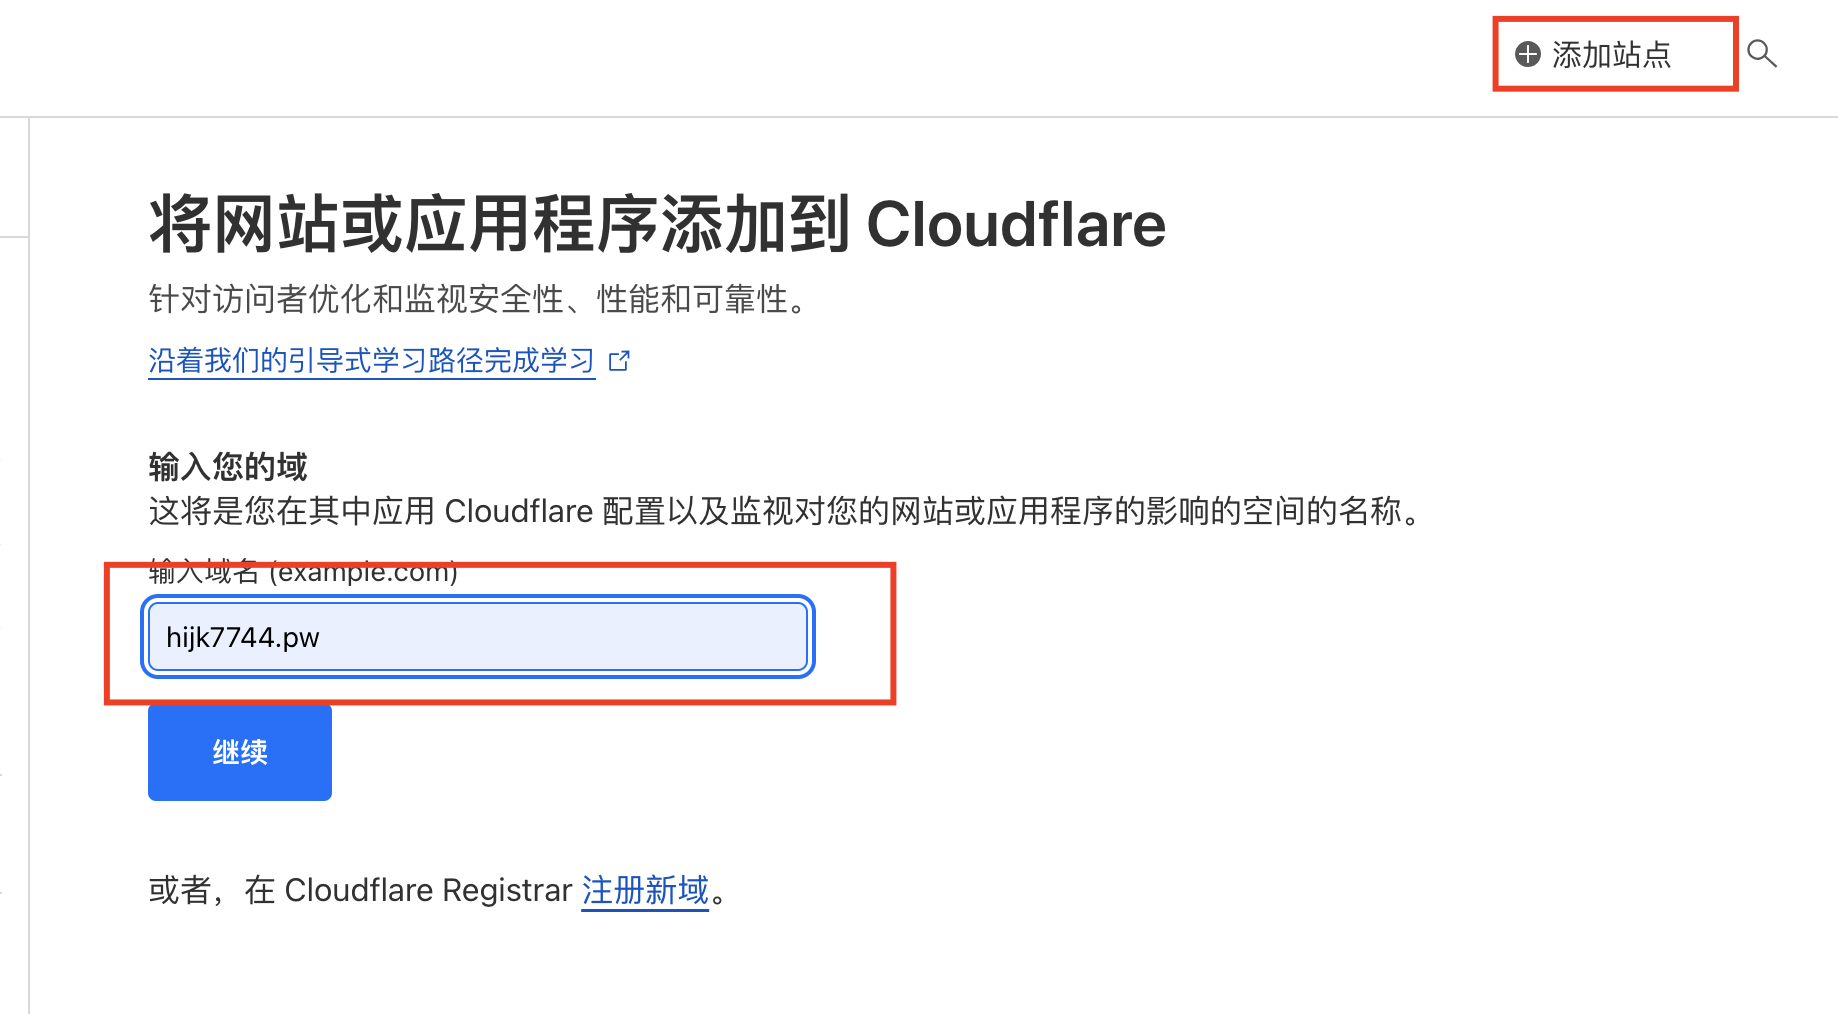 添加站点
将网站或应用程序添加到 Cloudflare
针对访问者优化和监视安全性、性能和可靠性。
沿着我们的引导式学习路径完成学习
输入您的域
这将是您在其中应用 Cloudflare 配置以及监视对您的网站或应用程序的影响的空间的名称。
输入域名 (example.com)
hijk7744.pw
继续
或者，在 Cloudflare Registrar 注册新域。